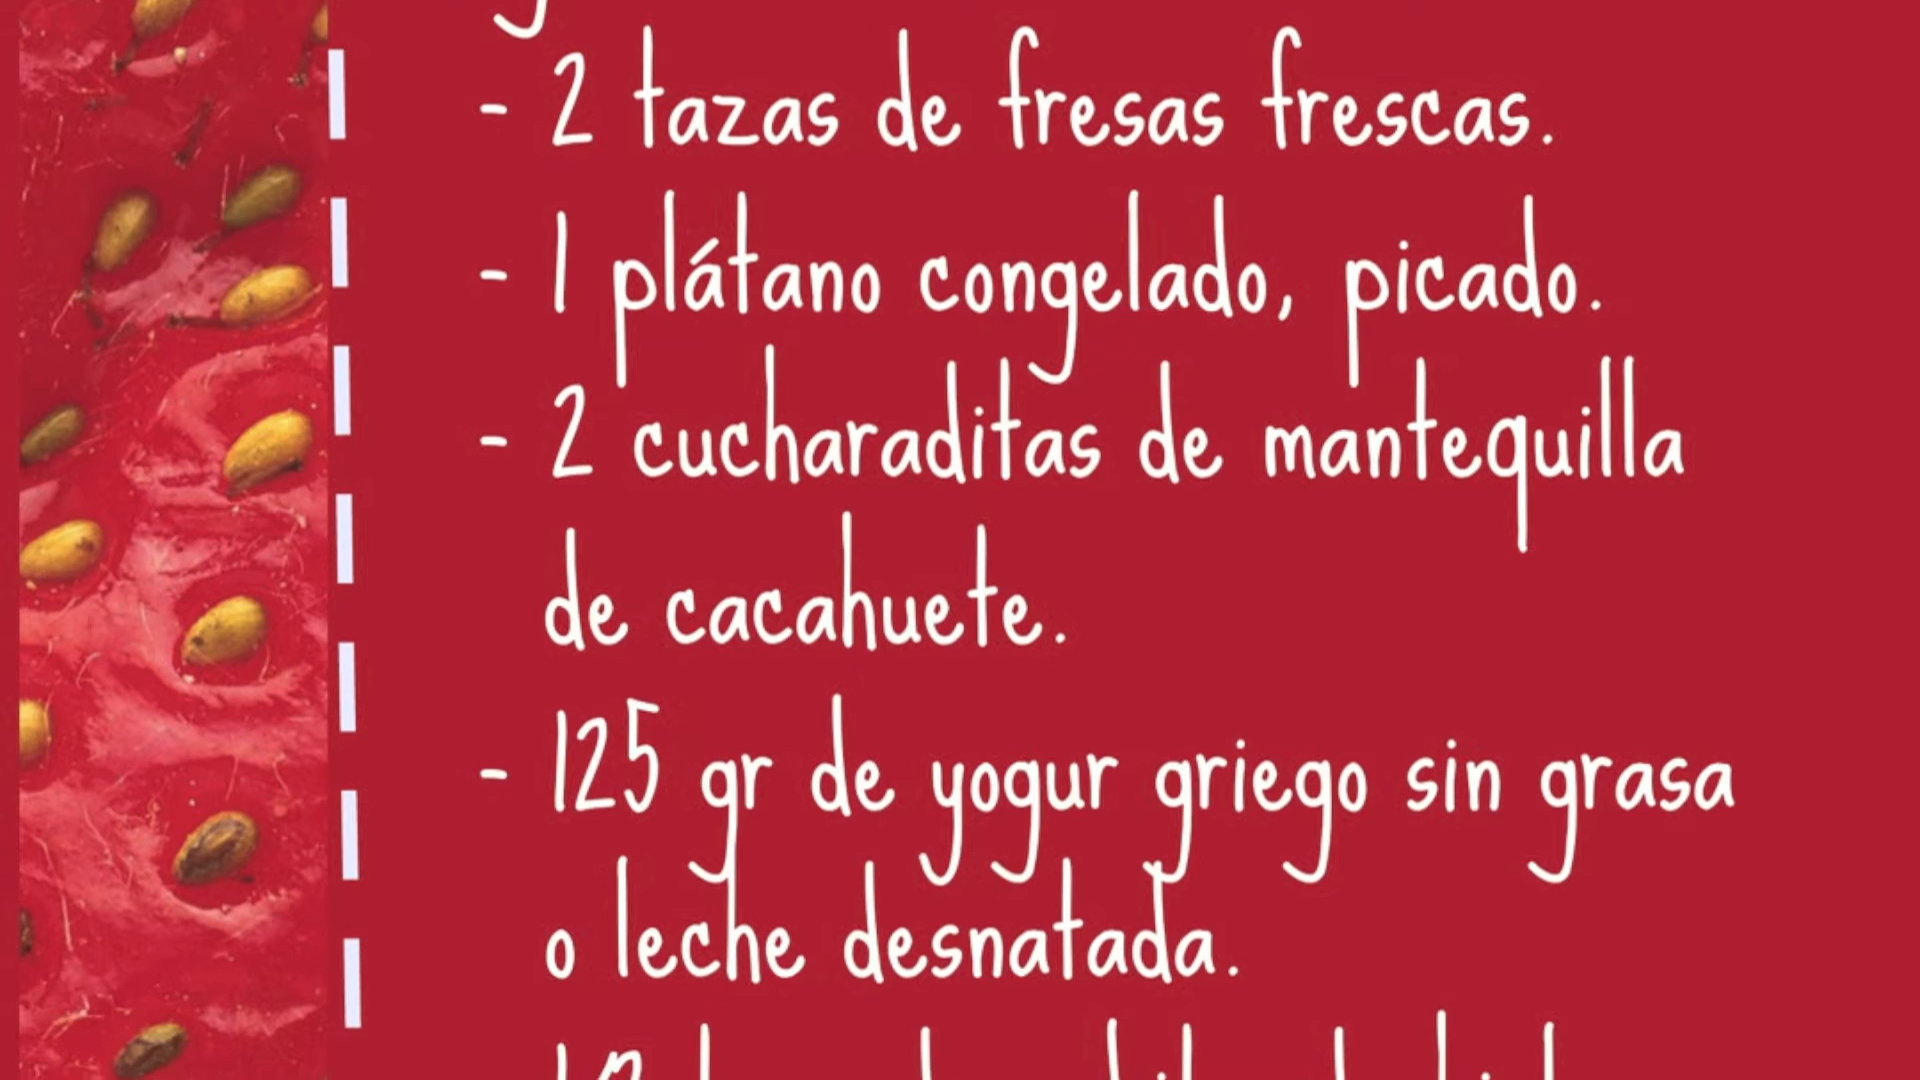 - 2 tazas de fresas frescas.
- 1 plátano congelado, picado.
- 2 cucharaditas de mantequilla
de cacahuete.
- 125 gr de yogur griego sin grasa
o leche desnatada.